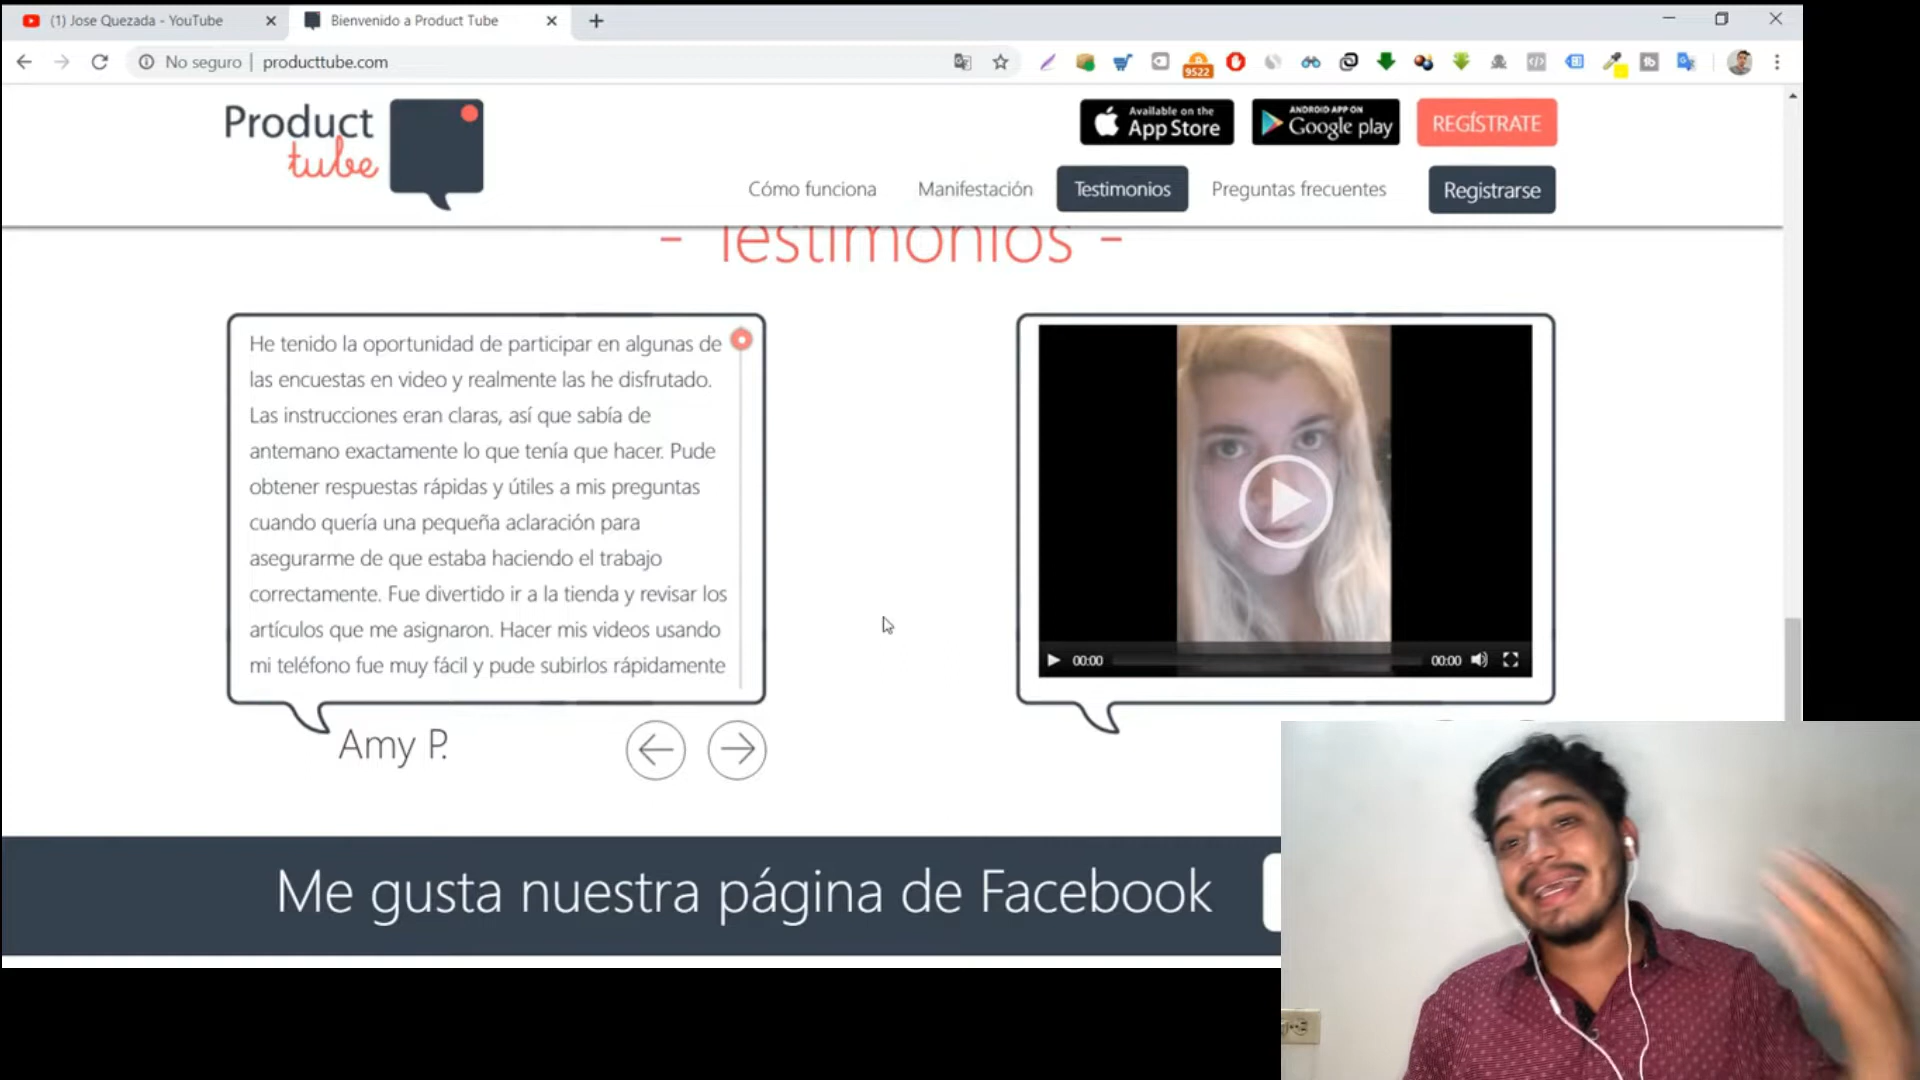 (1) Jose Quezada - YouTube
Bienvenido a Product Tube
No seguro
producttube.com
9522
Product
tube
Available on the
App Store
ANDROID APP ON
Google play
REGÍSTRATE
Cómo funciona
Manifestación
Testimonios
Preguntas frecuentes
Registrarse
- Testimonios -
He tenido la oportunidad de participar en algunas de
las encuestas en video y realmente las he disfrutado.
Las instrucciones eran claras, así que sabía de
antemano exactamente lo que tenía que hacer. Pude
obtener respuestas rápidas y útiles a mis preguntas
cuando quería una pequeña aclaración para
asegurarme de que estaba haciendo el trabajo
correctamente. Fue divertido ir a la tienda y revisar los
artículos que me asignaron. Hacer mis videos usando
mi teléfono fue muy fácil y pude subirlos rápidamente
Amy P.
00:00
00:00
Me gusta nuestra página de Facebook